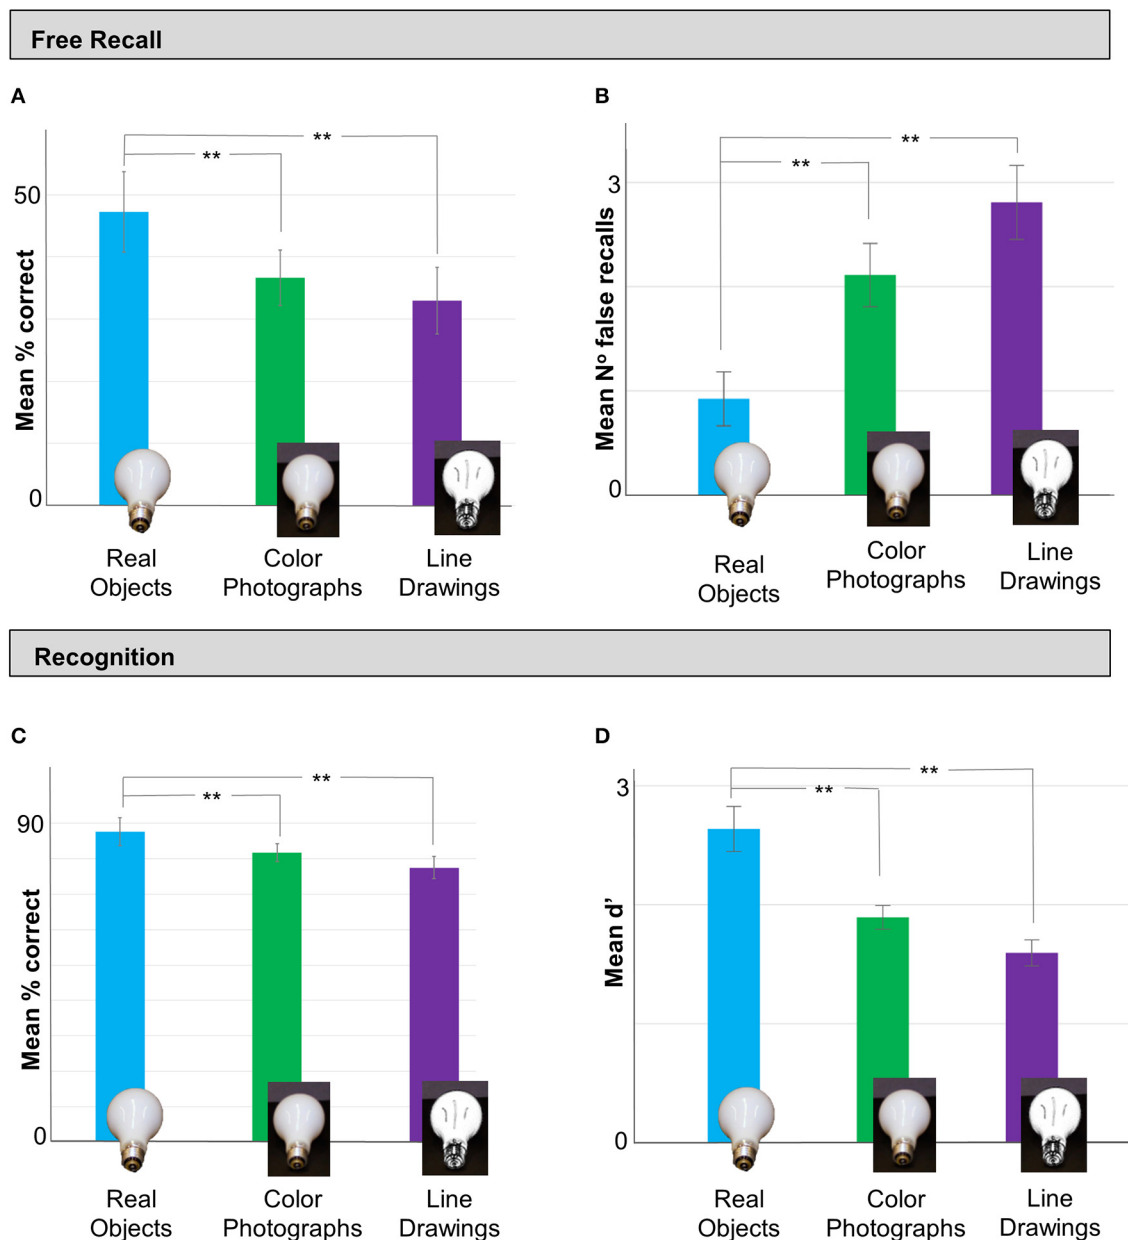 Free Recall
A
**
**
50
Mean % correct
0
Real
Objects
Color
Photographs
Line
Drawings
B
**
**
3
Mean Nº false recalls
0
Real
Objects
Color
Photographs
Line
Drawings
Recognition
C
**
**
90
Mean % correct
0
Real
Objects
Color
Photographs
Line
Drawings
D
**
**
3
Mean d’
0
Real
Objects
Color
Photographs
Line
Drawings